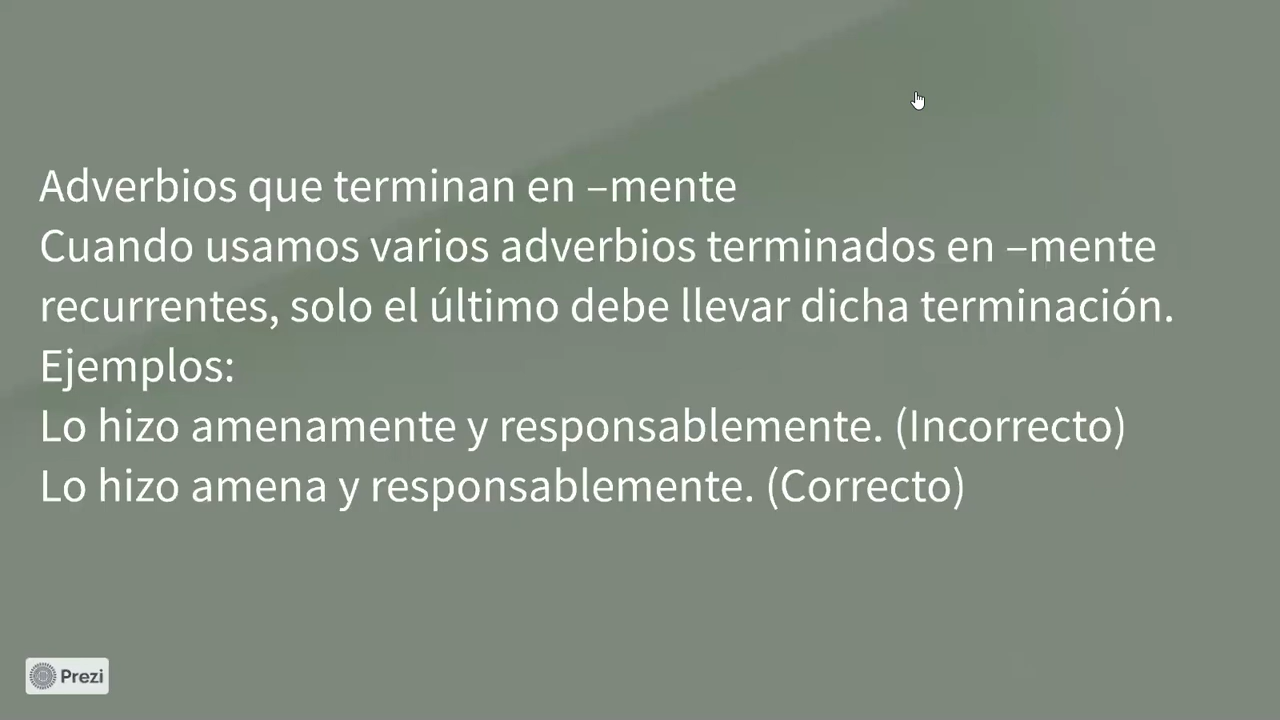 Adverbios que terminan en –mente
Cuando usamos varios adverbios terminados en –mente
recurrentes, solo el último debe llevar dicha terminación.
Ejemplos:
Lo hizo amenamente y responsablemente. (Incorrecto)
Lo hizo amena y responsablemente. (Correcto)
Prezi